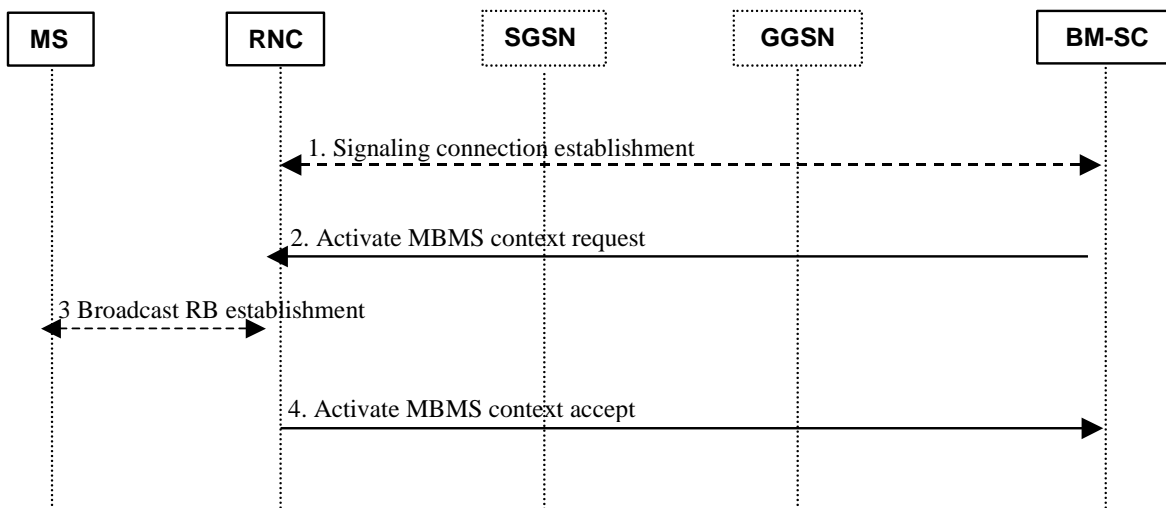 MS
RNC
SGSN
GGSN
BM-SC
1. Signaling connection establishment
2. Activate MBMS context request
3 Broadcast RB establishment
4. Activate MBMS context accept